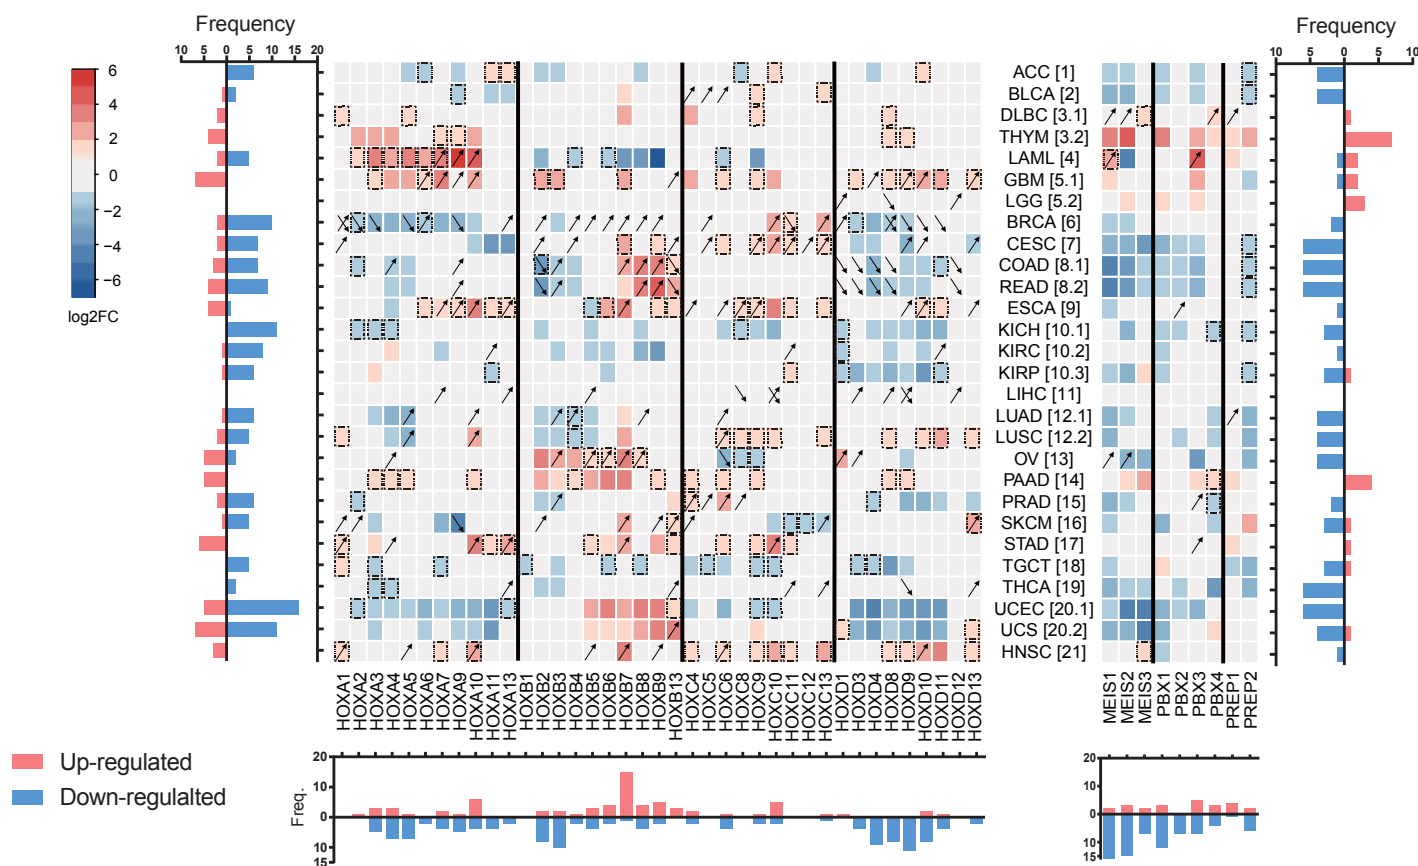 Frequency
10 5 0 5 10 15 20
Frequency
10 5 0 5 10
6
4
2
0
−2
−4
−6
log2FC
ACC [1]
BLCA [2]
DLBC [3.1]
THYM [3.2]
LAML [4]
GBM [5.1]
LGG [5.2]
BRCA [6]
CESC [7]
COAD [8.1]
READ [8.2]
ESCA [9]
KICH [10.1]
KIRC [10.2]
KIRP [10.3]
LIHC [11]
LUAD [12.1]
LUSC [12.2]
OV [13]
PAAD [14]
PRAD [15]
SKCM [16]
STAD [17]
TGCT [18]
THCA [19]
UCEC [20.1]
UCS [20.2]
HNSC [21]
HOXA1
HOXA2
HOXA3
HOXA4
HOXA5
HOXA6
HOXA7
HOXA9
HOXA10
HOXA11
HOXA13
HOXB1
HOXB2
HOXB3
HOXB4
HOXB5
HOXB6
HOXB7
HOXB8
HOXB9
HOXB13
HOXC4
HOXC5
HOXC6
HOXC8
HOXC9
HOXC10
HOXC11
HOXC12
HOXC13
HOXD1
HOXD3
HOXD4
HOXD8
HOXD9
HOXD10
HOXD11
HOXD12
HOXD13
MEIS1
MEIS2
MEIS3
PBX1
PBX2
PBX3
PBX4
PREP1
PREP2
Up-regulated
Down-regulalted
Freq.
20
10
0
10
15
20
10
0
10
15